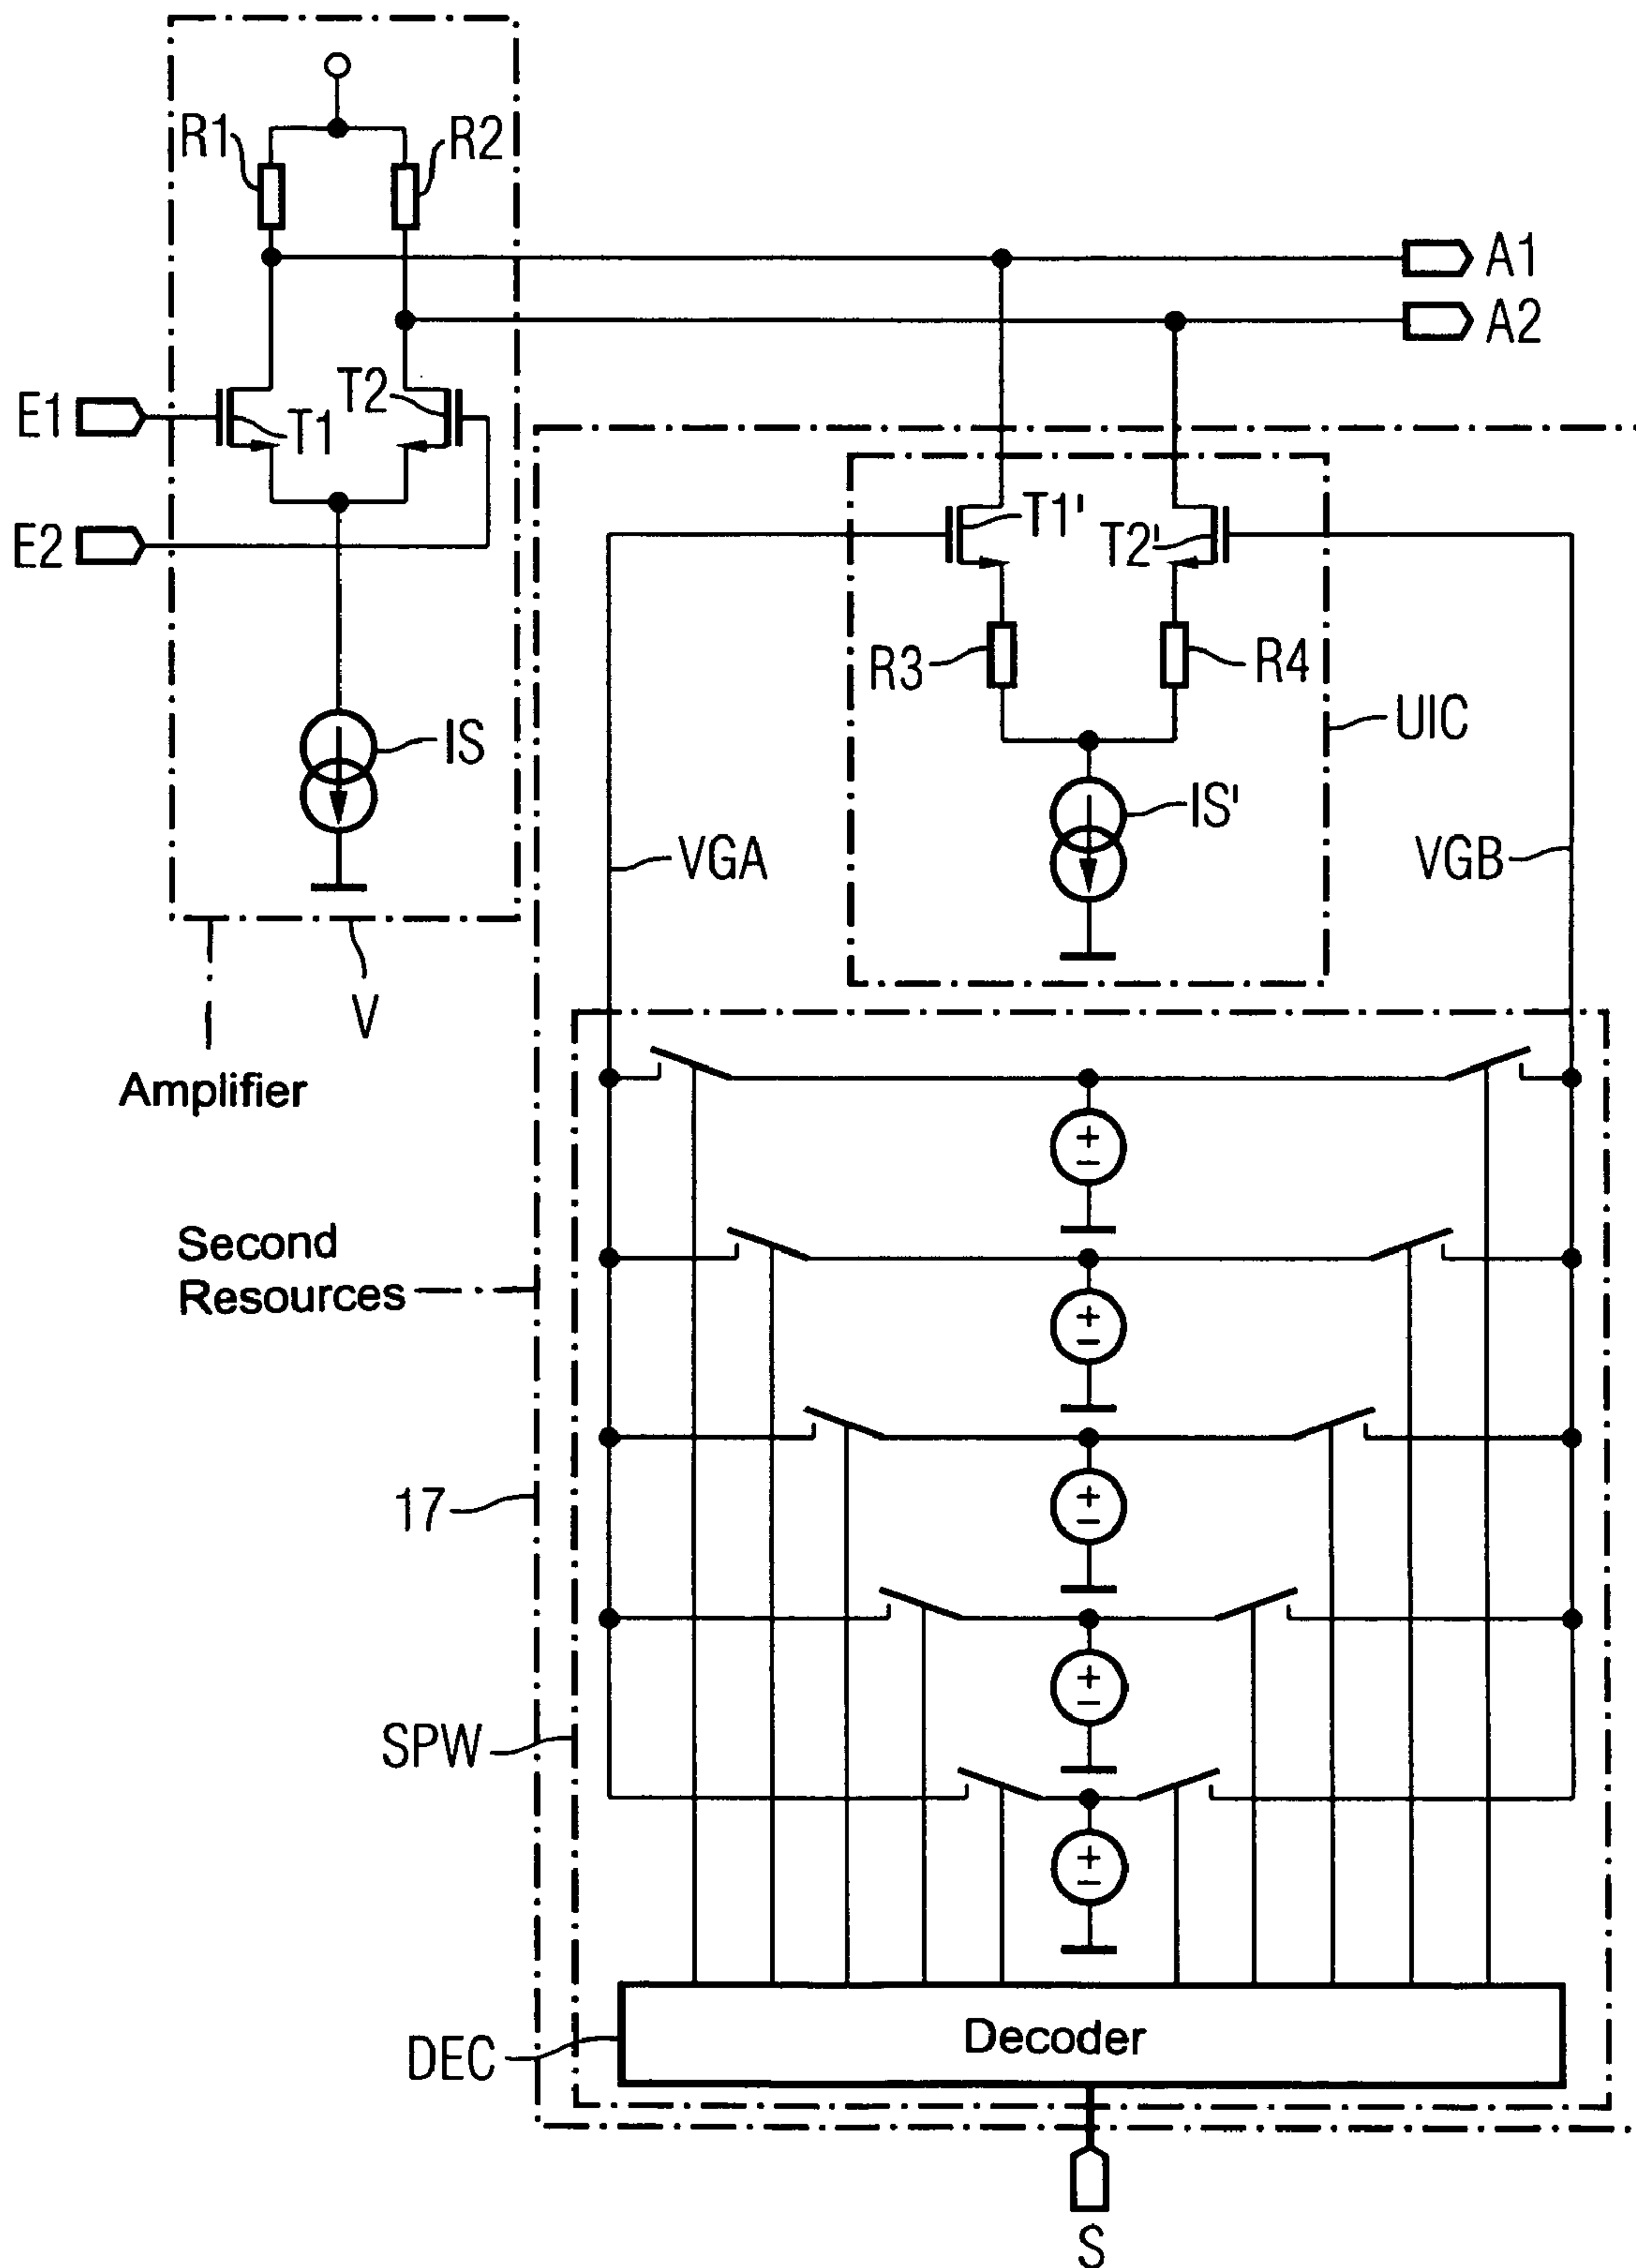 R1
R2
A1
A2
E1
T1
T2
E2
T1'
T2'
R3
R4
UIC
IS
IS'
VGA
VGB
V
Amplifier
+
−
Second
Resources
+
−
17
+
−
SPW
+
−
+
−
DEC
Decoder
S